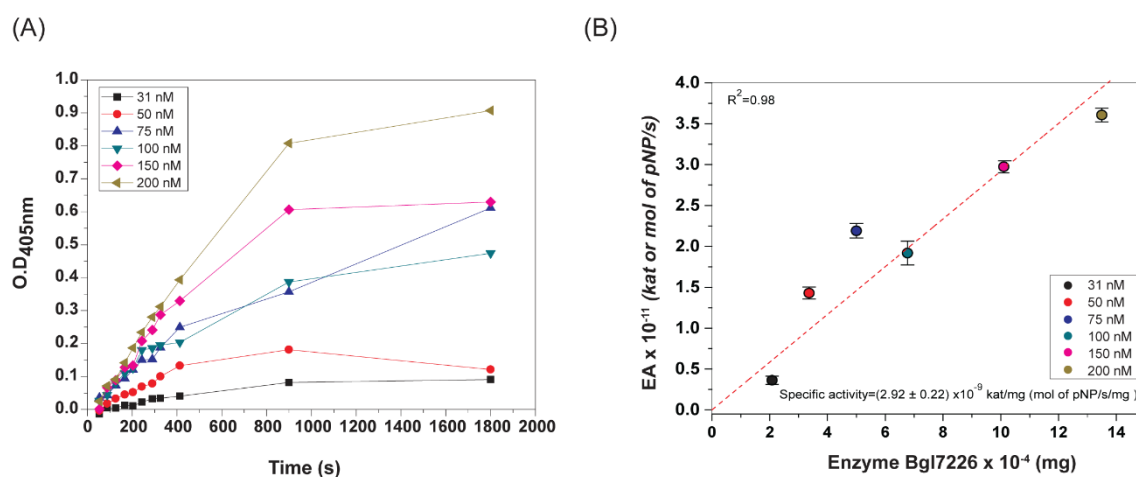 (A)
1.0
0.9
0.8
0.7
0.6
0.5
0.4
0.3
0.2
0.1
0.0
O.D405nm
31 nM
50 nM
75 nM
100 nM
150 nM
200 nM
0 200 400 600 800 1000 1200 1400 1600 1800 2000
Time (s)
(B)
4.0
3.5
3.0
2.5
2.0
1.5
1.0
0.5
0.0
EA x 10-11 (kat or mol of pNP/s)
R2=0.98
31 nM
50 nM
75 nM
100 nM
150 nM
200 nM
Specific activity=(2.92 ± 0.22) x10-9 kat/mg (mol of pNP/s/mg )
0 2 4 6 8 10 12 14
Enzyme Bgl7226 x 10-4 (mg)